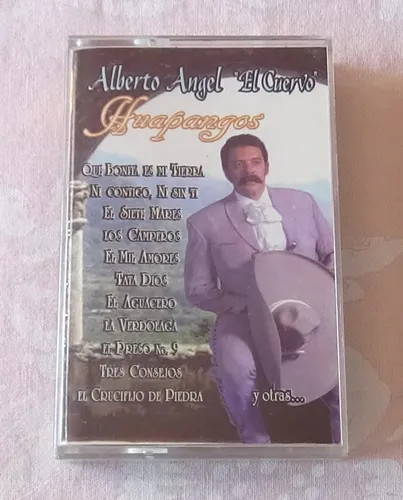 Alberto Angel "El Cuervo"
Huapangos
QUE BONITA ES MI TIERRA
NI CONTIGO, NI SIN TI
EL SIETE MARES
LOS CAMPEROS
EL MIL AMORES
TATA DIOS
EL AGUACERO
LA VERDOLAGA
EL PRESO NO. 9
TRES CONSEJOS
EL CRUCIFIJO DE PIEDRA
y otras...